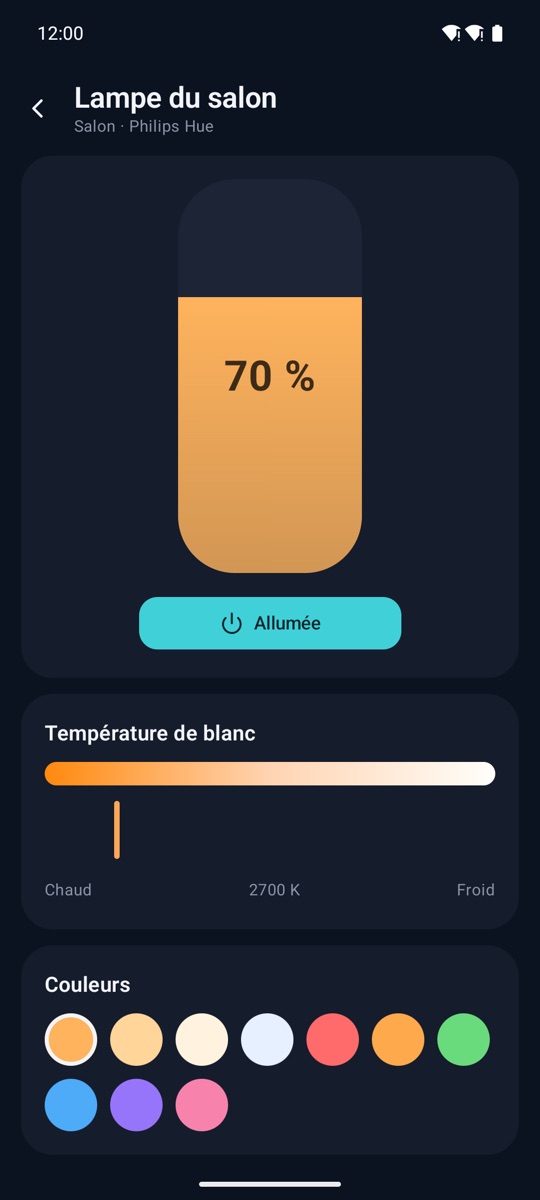 12:00
Lampe du salon
Salon · Philips Hue
70 %
Allumée
Température de blanc
Chaud 2700 K Froid
Couleurs